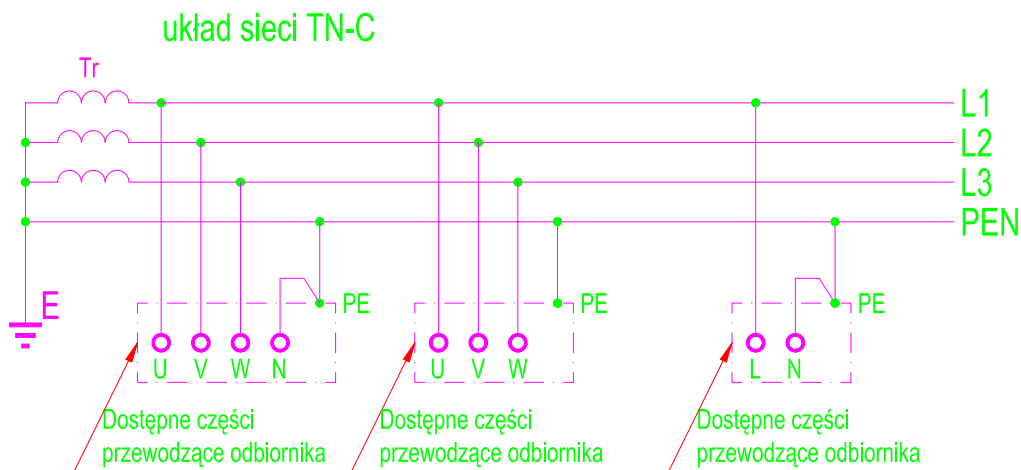 układ sieci TN-C
Tr
L1
L2
L3
PEN
E
PE
PE
PE
U V W N
U V W
L N
Dostępne części
przewodzące odbiornika
Dostępne części
przewodzące odbiornika
Dostępne części
przewodzące odbiornika